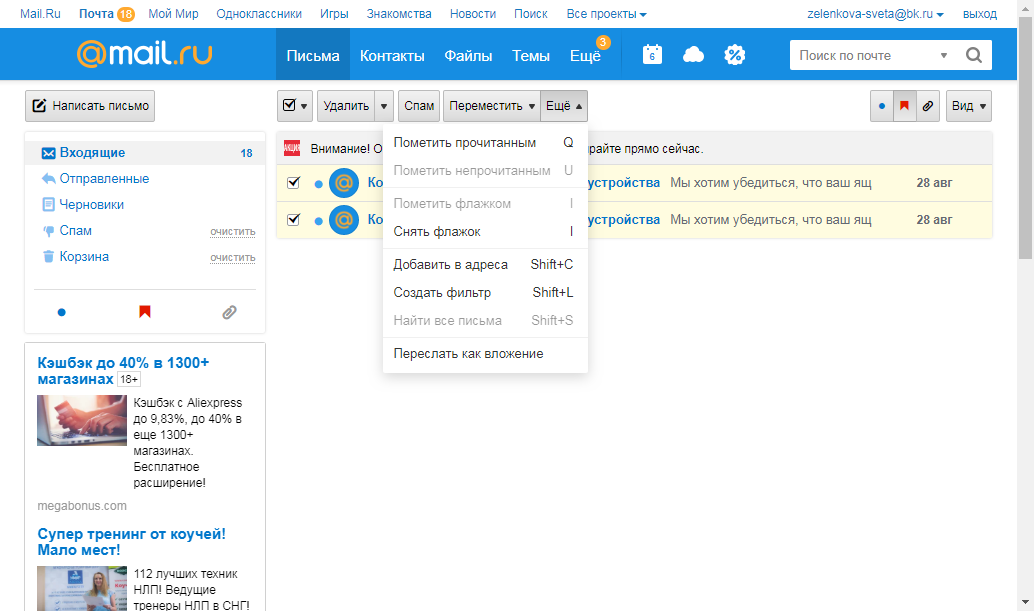 Mail.Ru Почта 18 Мой Мир Одноклассники Игры Знакомства Новости Поиск Все проекты zelenkova-sveta@bk.ru выход
@mail.ru Письма Контакты Файлы Темы Ещё 3 6 % Поиск по почте
Написать письмо Удалить Спам Переместить Ещё Вид
Входящие 18
Отправленные
Черновики
Спам очистить
Корзина очистить
АКЦИЯ Внимание! О райте прямо сейчас.
@ Ко устройства Мы хотим убедиться, что ваш ящ 28 авг
@ Ко устройства Мы хотим убедиться, что ваш ящ 28 авг
Пометить прочитанным Q
Пометить непрочитанным U
Пометить флажком I
Снять флажок I
Добавить в адреса Shift+C
Создать фильтр Shift+L
Найти все письма Shift+S
Переслать как вложение
Кэшбэк до 40% в 1300+
магазинах 18+
Кэшбэк с Aliexpress
до 9,83%, до 40% в
еще 1300+
магазинах.
Бесплатное
расширение!
megabonus.com
Супер тренинг от коучей!
Мало мест!
112 лучших техник
НЛП! Ведущие
тренеры НЛП в СНГ!